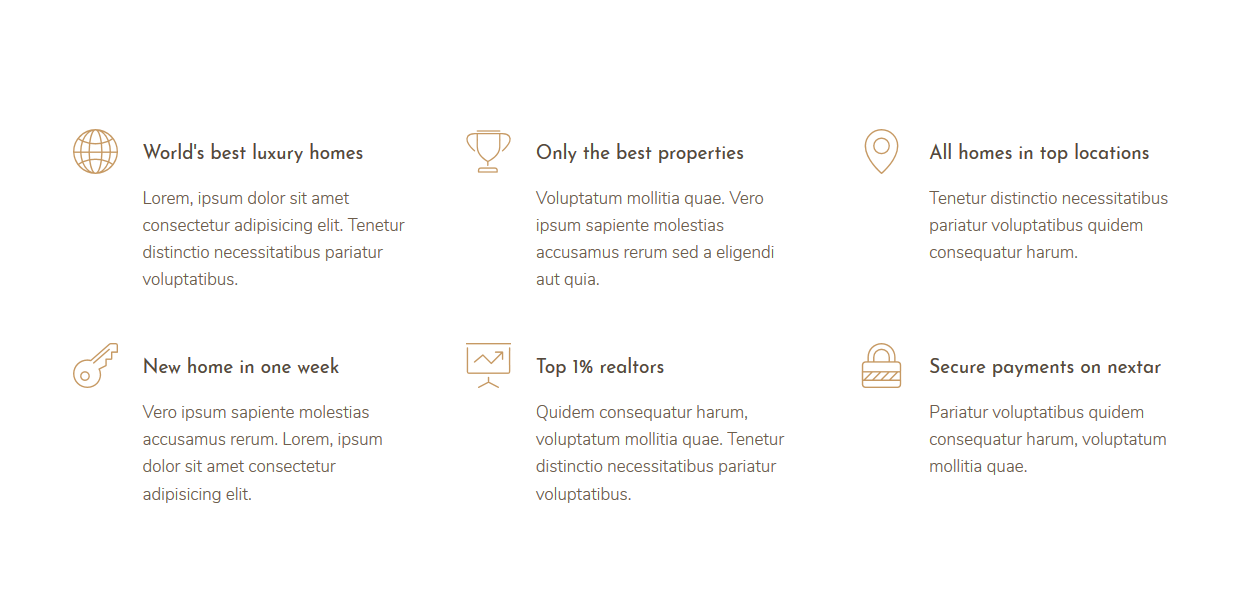 World's best luxury homes
Lorem, ipsum dolor sit amet
consectetur adipisicing elit. Tenetur
distinctio necessitatibus pariatur
voluptatibus.
Only the best properties
Voluptatum mollitia quae. Vero
ipsum sapiente molestias
accusamus rerum sed a eligendi
aut quia.
All homes in top locations
Tenetur distinctio necessitatibus
pariatur voluptatibus quidem
consequatur harum.
New home in one week
Vero ipsum sapiente molestias
accusamus rerum. Lorem, ipsum
dolor sit amet consectetur
adipisicing elit.
Top 1% realtors
Quidem consequatur harum,
voluptatum mollitia quae. Tenetur
distinctio necessitatibus pariatur
voluptatibus.
Secure payments on nextar
Pariatur voluptatibus quidem
consequatur harum, voluptatum
mollitia quae.